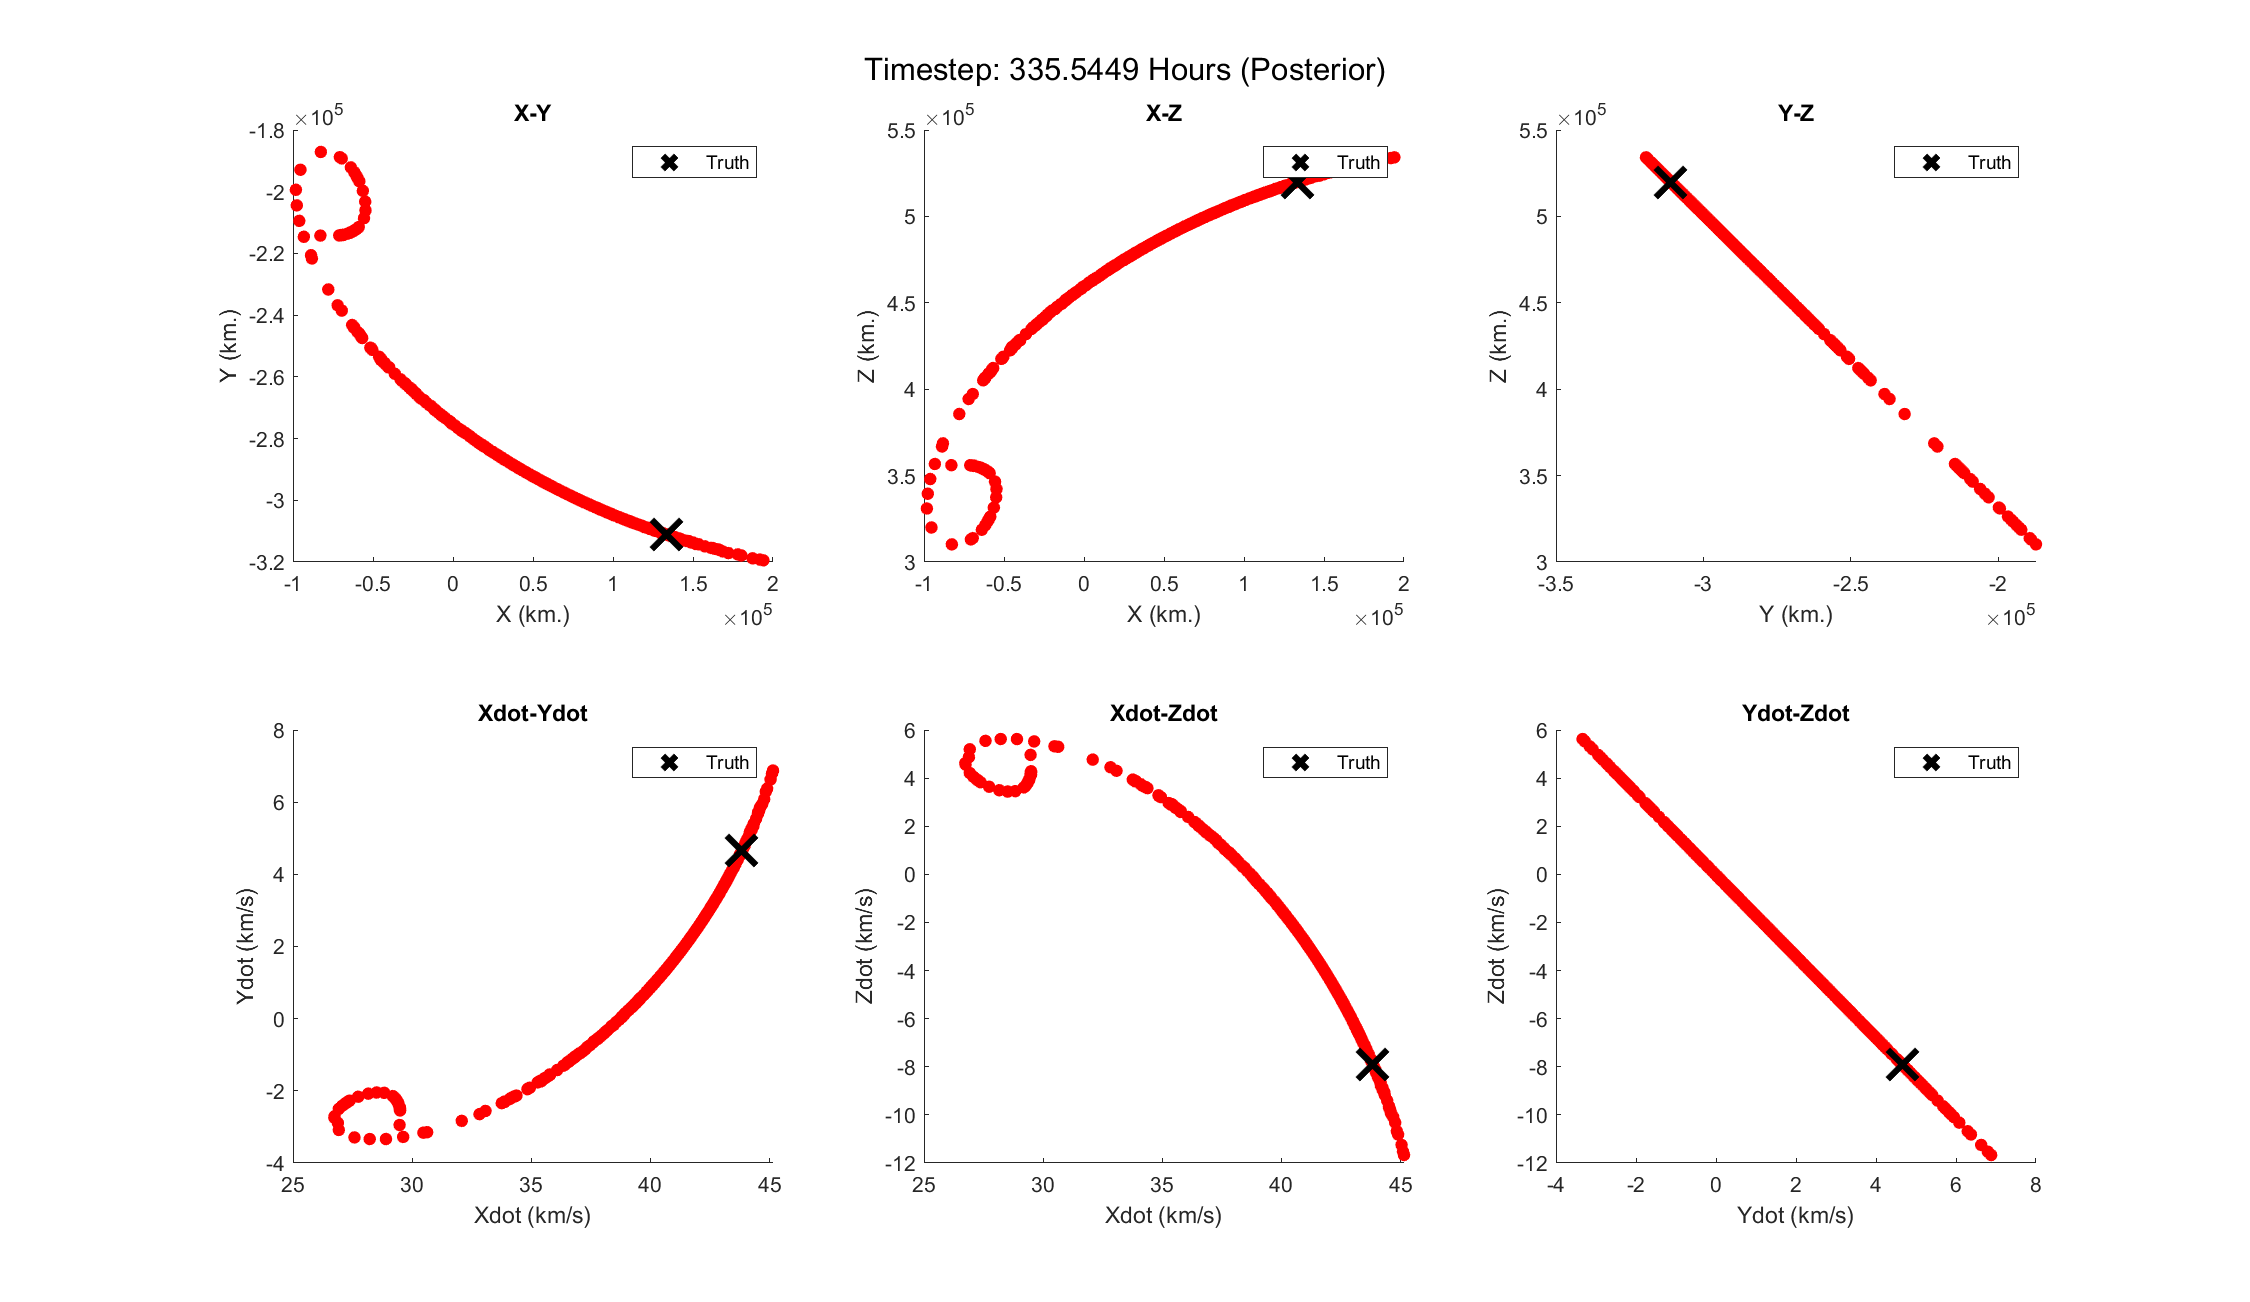 Timestep: 335.5449 Hours (Posterior)
X-Y
×10^5
-1.8
-2
-2.2
-2.4
-2.6
-2.8
-3
-3.2
Y (km.)
Truth
-1 -0.5 0 0.5 1 1.5 2
X (km.)
×10^5
X-Z
×10^5
5.5
5
4.5
4
3.5
3
Z (km.)
Truth
-1 -0.5 0 0.5 1 1.5 2
X (km.)
×10^5
Y-Z
×10^5
5.5
5
4.5
4
3.5
3
Z (km.)
Truth
-3.5 -3 -2.5 -2
Y (km.)
×10^5
Xdot-Ydot
8
6
4
2
0
-2
-4
Ydot (km/s)
Truth
25 30 35 40 45
Xdot (km/s)
Xdot-Zdot
6
4
2
0
-2
-4
-6
-8
-10
-12
Zdot (km/s)
Truth
25 30 35 40 45
Xdot (km/s)
Ydot-Zdot
6
4
2
0
-2
-4
-6
-8
-10
-12
Zdot (km/s)
Truth
-4 -2 0 2 4 6 8
Ydot (km/s)